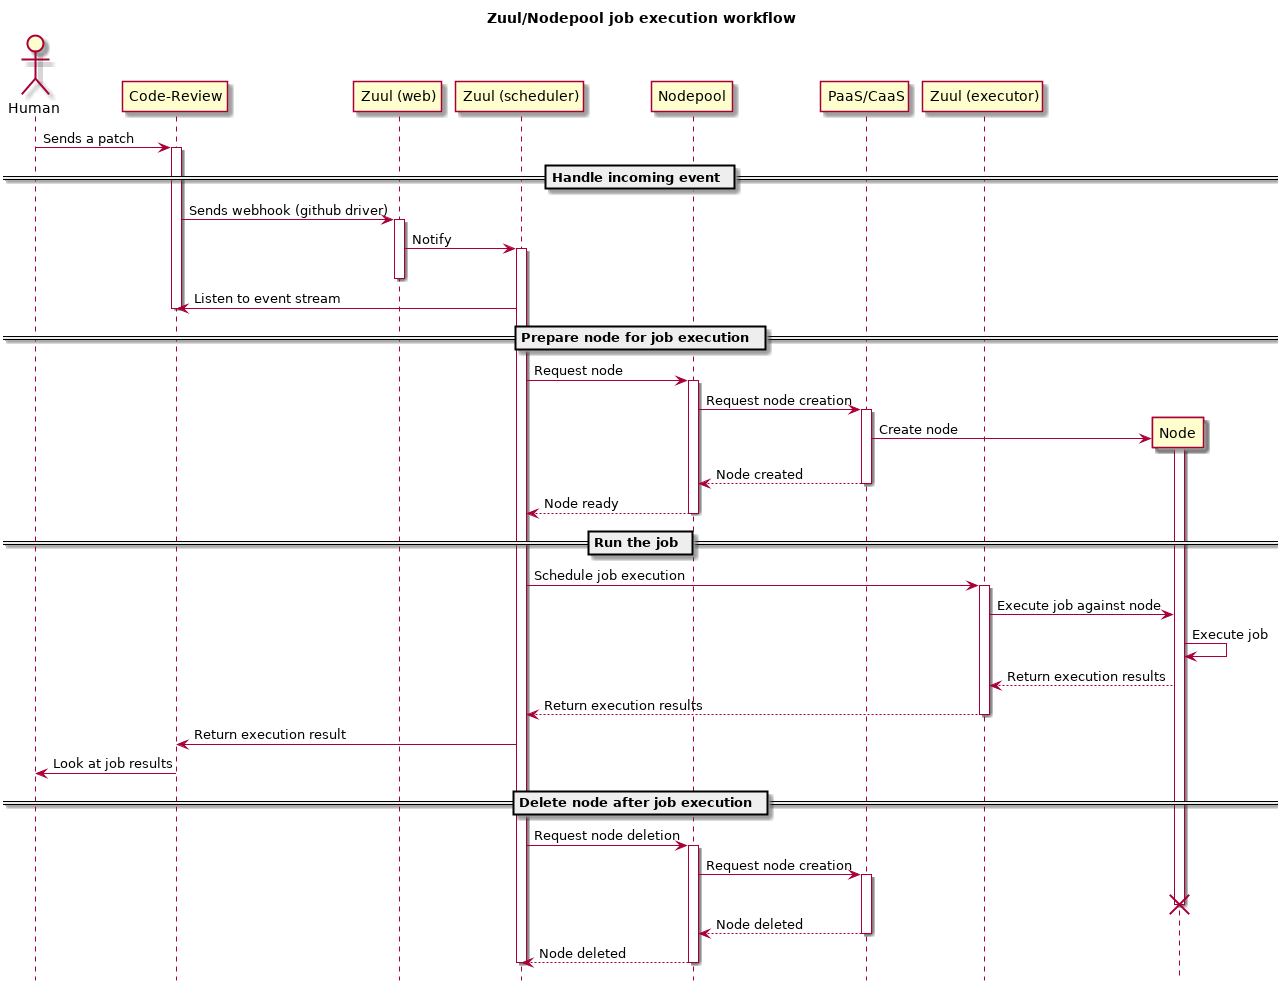 Zuul/Nodepool job execution workflow
Human
Code-Review
Zuul (web)
Zuul (scheduler)
Nodepool
PaaS/CaaS
Zuul (executor)
Sends a patch
Handle incoming event
Sends webhook (github driver)
Notify
Listen to event stream
Prepare node for job execution
Request node
Request node creation
Create node
Node
Node created
Node ready
Run the job
Schedule job execution
Execute job against node
Execute job
Return execution results
Return execution results
Return execution result
Look at job results
Delete node after job execution
Request node deletion
Request node creation
Node deleted
Node deleted